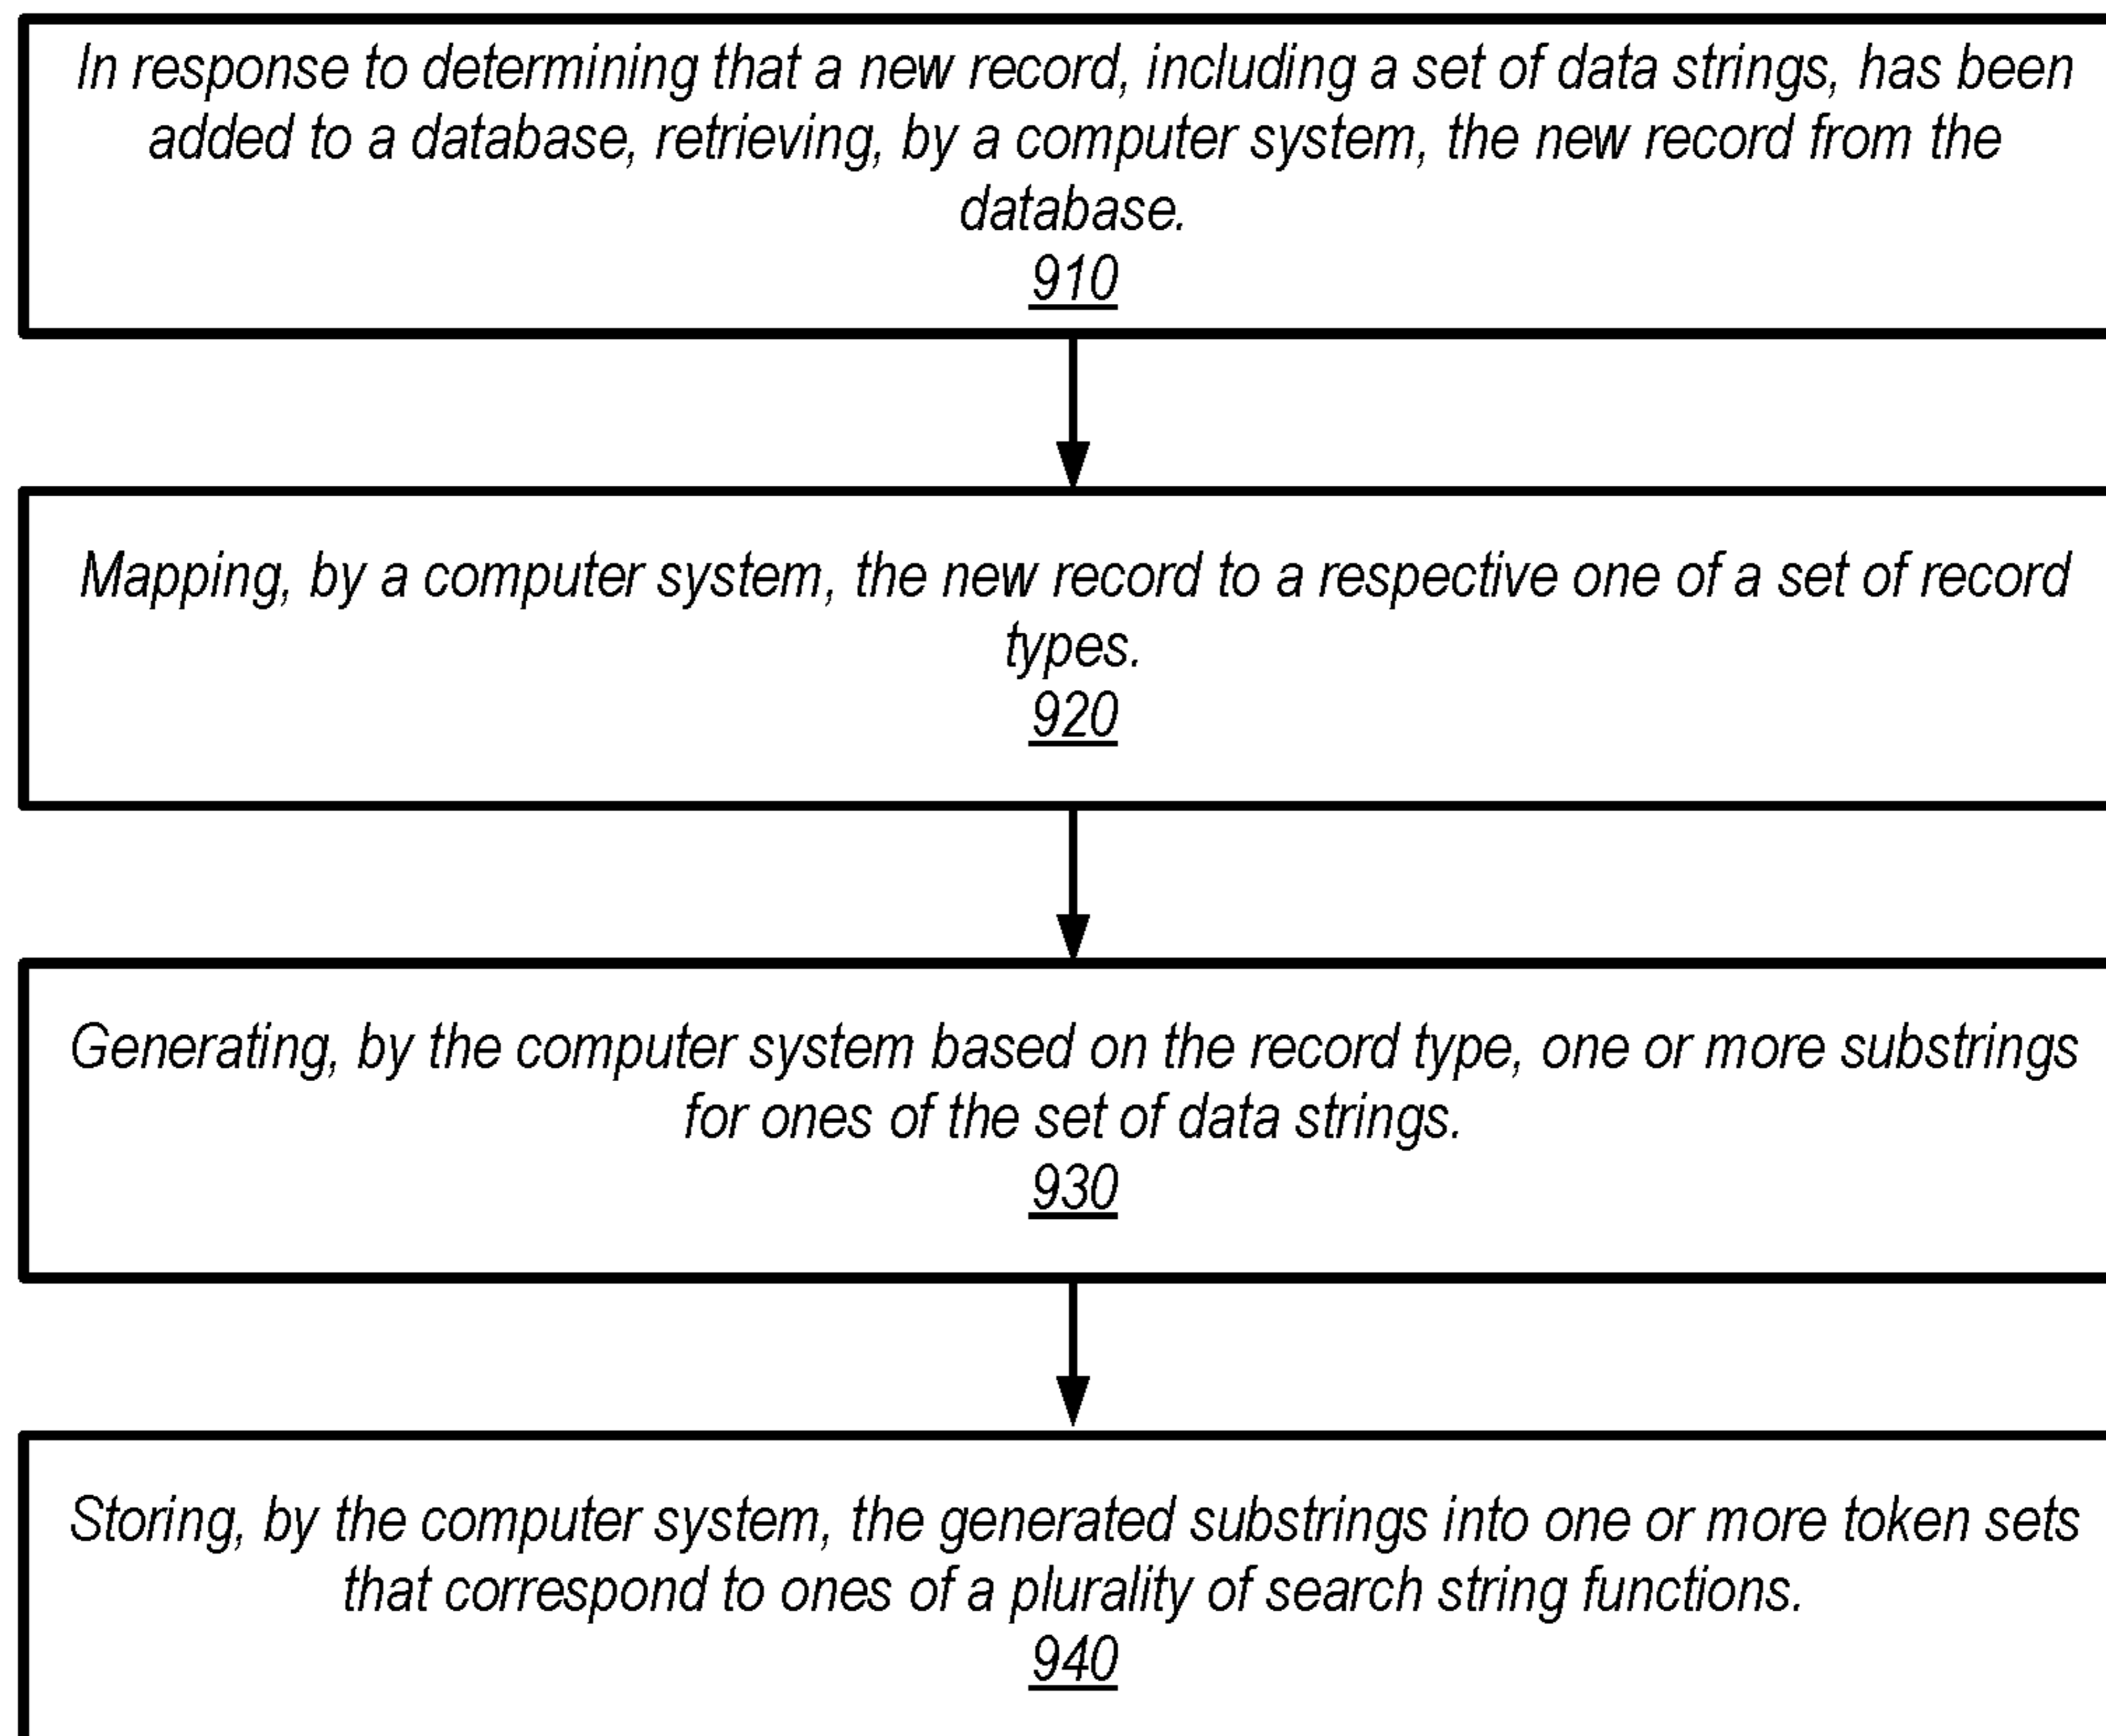 In response to determining that a new record, including a set of data strings, has been
added to a database, retrieving, by a computer system, the new record from the
database.
910
Mapping, by a computer system, the new record to a respective one of a set of record
types.
920
Generating, by the computer system based on the record type, one or more substrings
for ones of the set of data strings.
930
Storing, by the computer system, the generated substrings into one or more token sets
that correspond to ones of a plurality of search string functions.
940